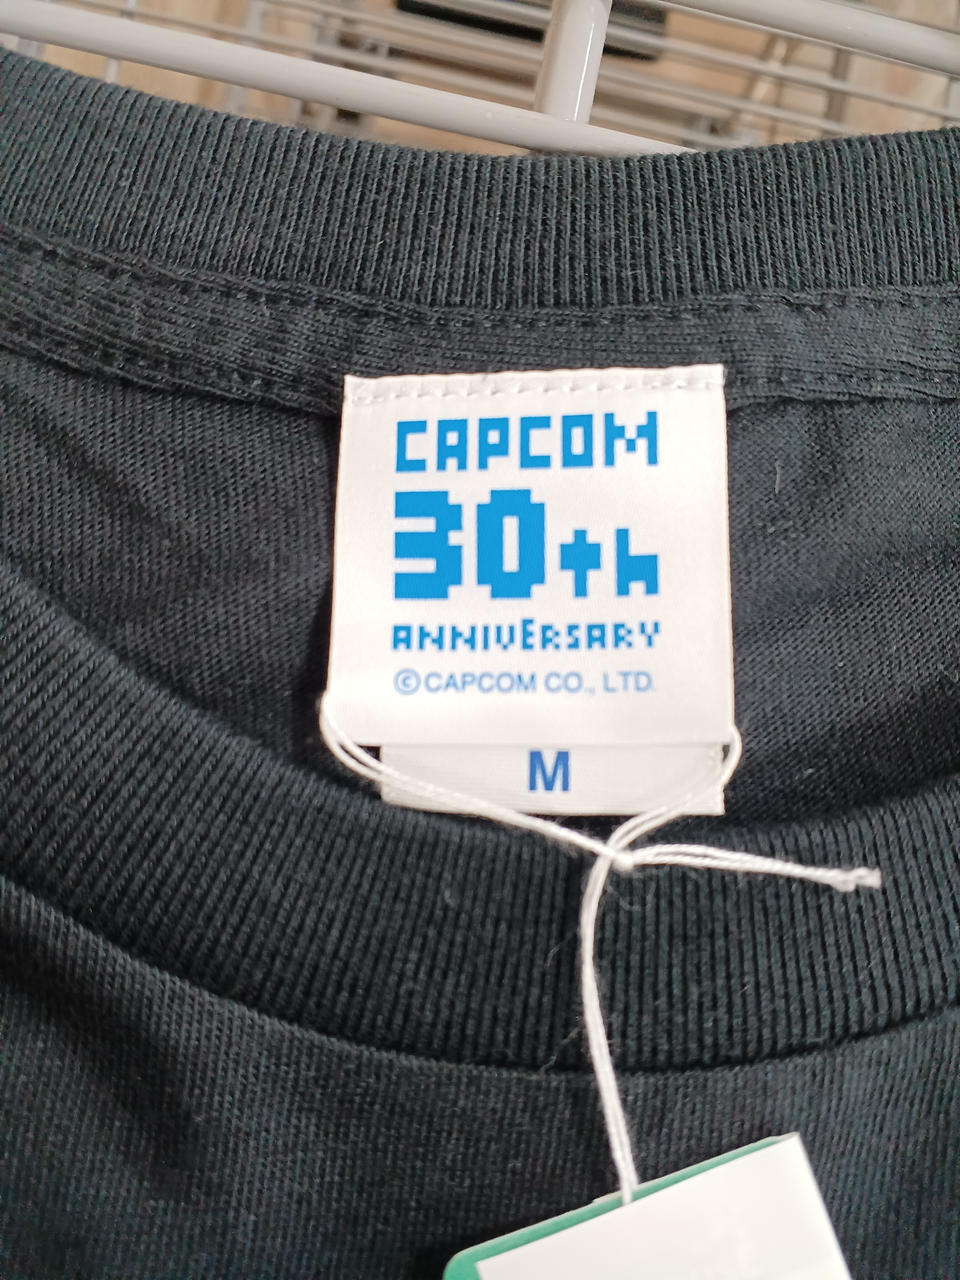 CAPCOM
30th
ANNIVERSARY
©CAPCOM CO., LTD.
M